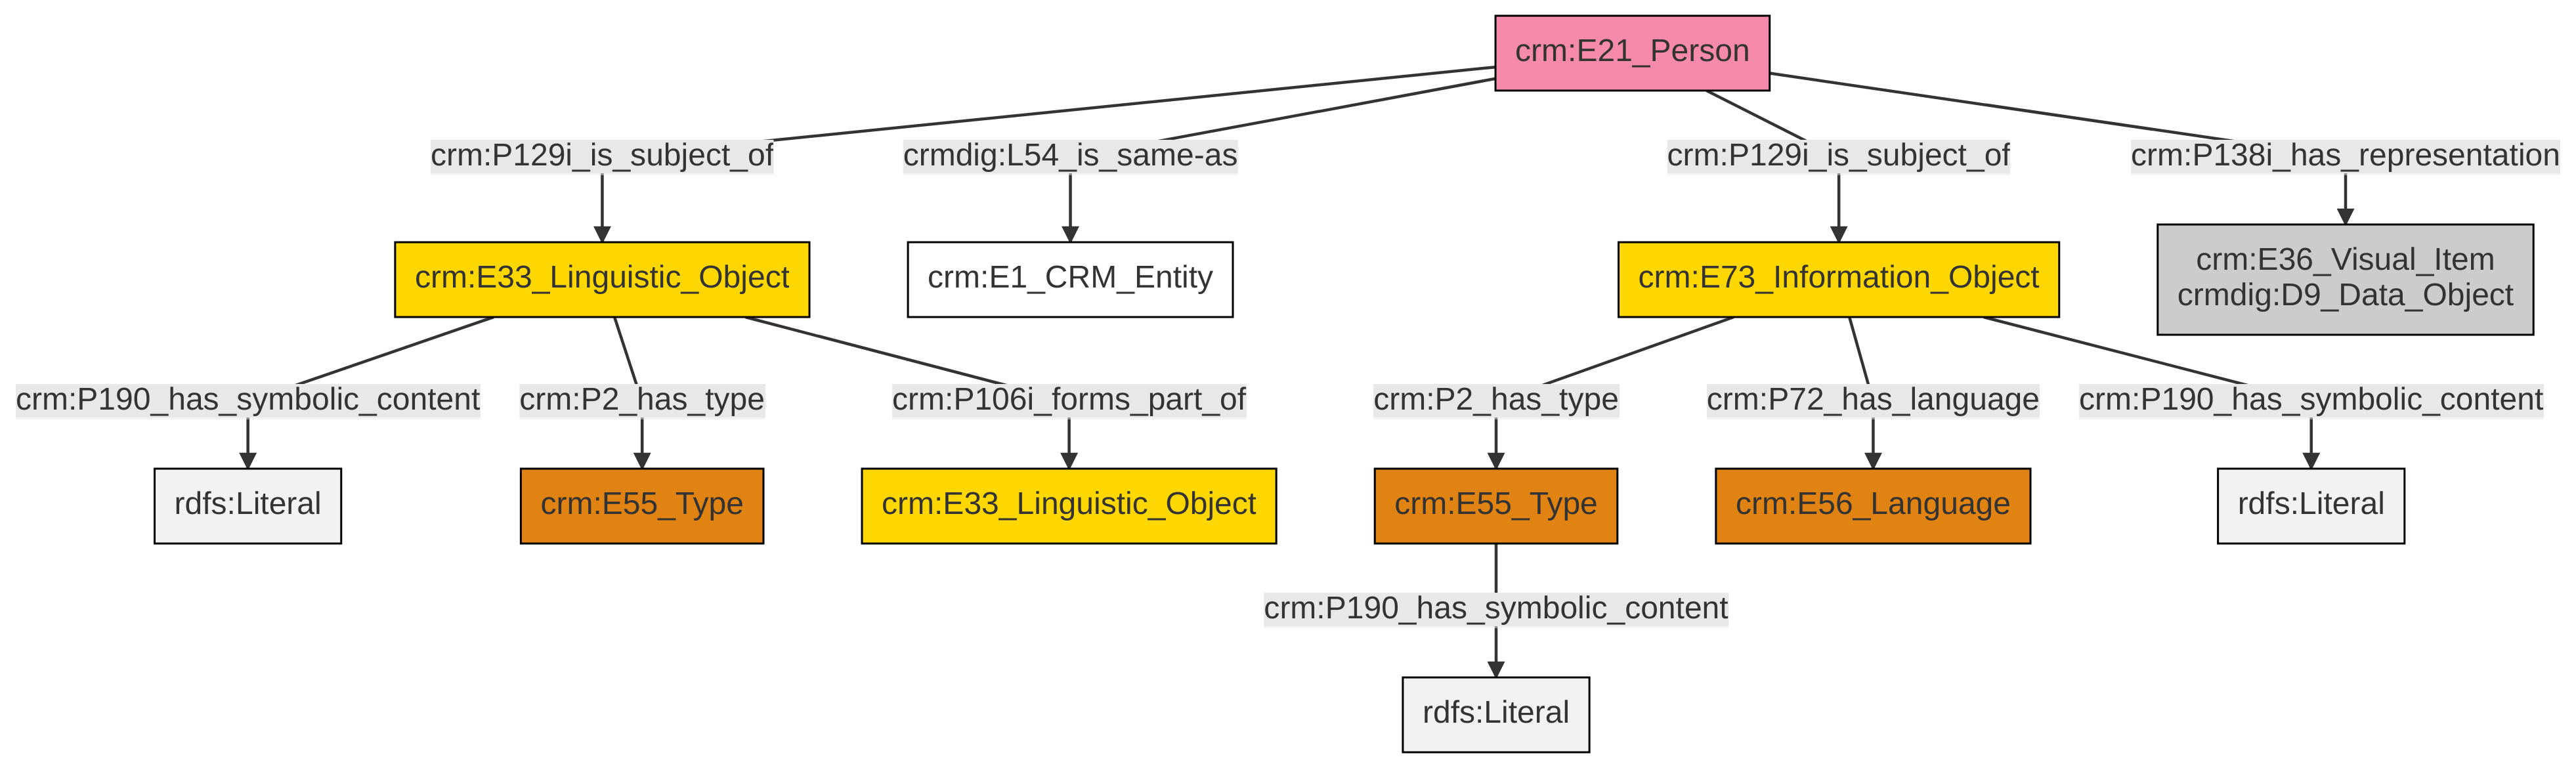 crm:E21_Person
crm:P129i_is_subject_of
crmdig:L54_is_same-as
crm:P129i_is_subject_of
crm:P138i_has_representation
crm:E33_Linguistic_Object
crm:E1_CRM_Entity
crm:E73_Information_Object
crm:E36_Visual_Item
crmdig:D9_Data_Object
crm:P190_has_symbolic_content
crm:P2_has_type
crm:P106i_forms_part_of
crm:P2_has_type
crm:P72_has_language
crm:P190_has_symbolic_content
rdfs:Literal
crm:E55_Type
crm:E33_Linguistic_Object
crm:E55_Type
crm:E56_Language
rdfs:Literal
crm:P190_has_symbolic_content
rdfs:Literal